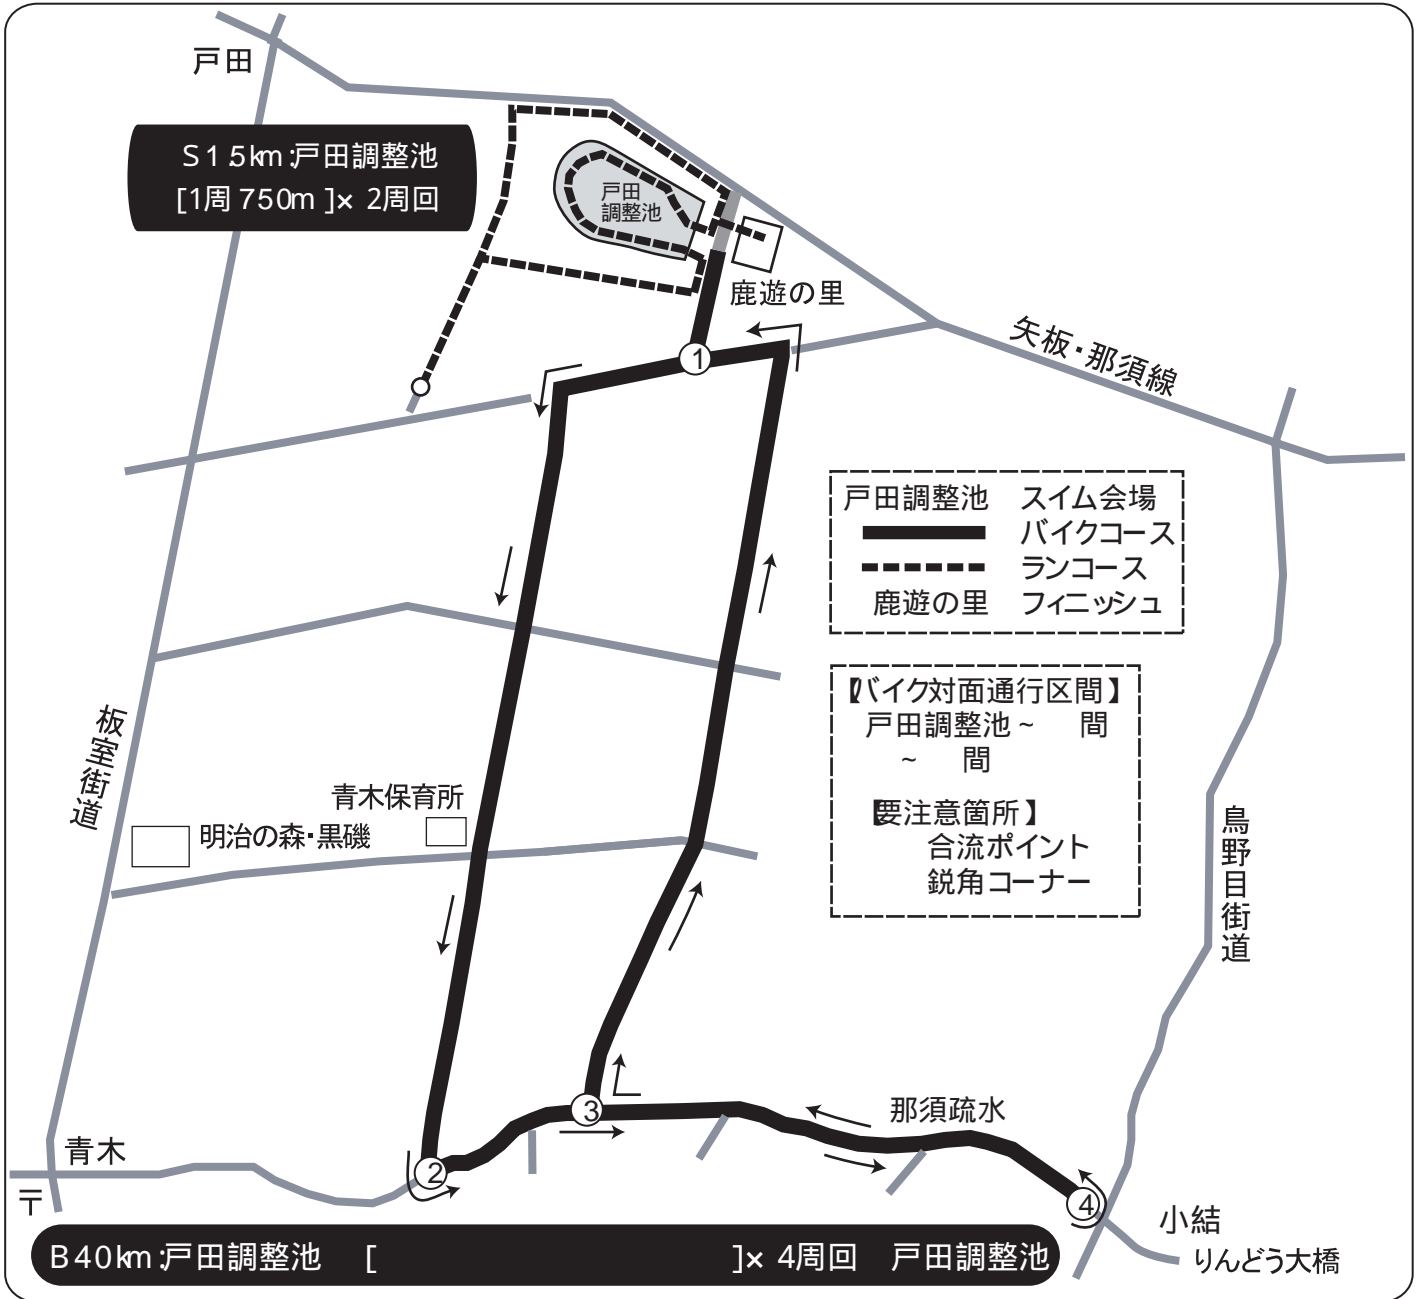 戸田
S1.5km:戸田調整池
[1周 750m ]× 2周回
戸田
調整池
鹿遊の里
矢板・那須線
1
戸田調整池 スイム会場
バイクコース
ランコース
鹿遊の里 フィニッシュ
【バイク対面通行区間】
戸田調整池～ 間
～ 間
【要注意箇所】
合流ポイント
鋭角コーナー
板室街道
青木保育所
明治の森・黒磯
鳥野目街道
那須疏水
3
青木
2
〒
4
小結
りんどう大橋
B40km:戸田調整池 [ ]× 4周回 戸田調整池